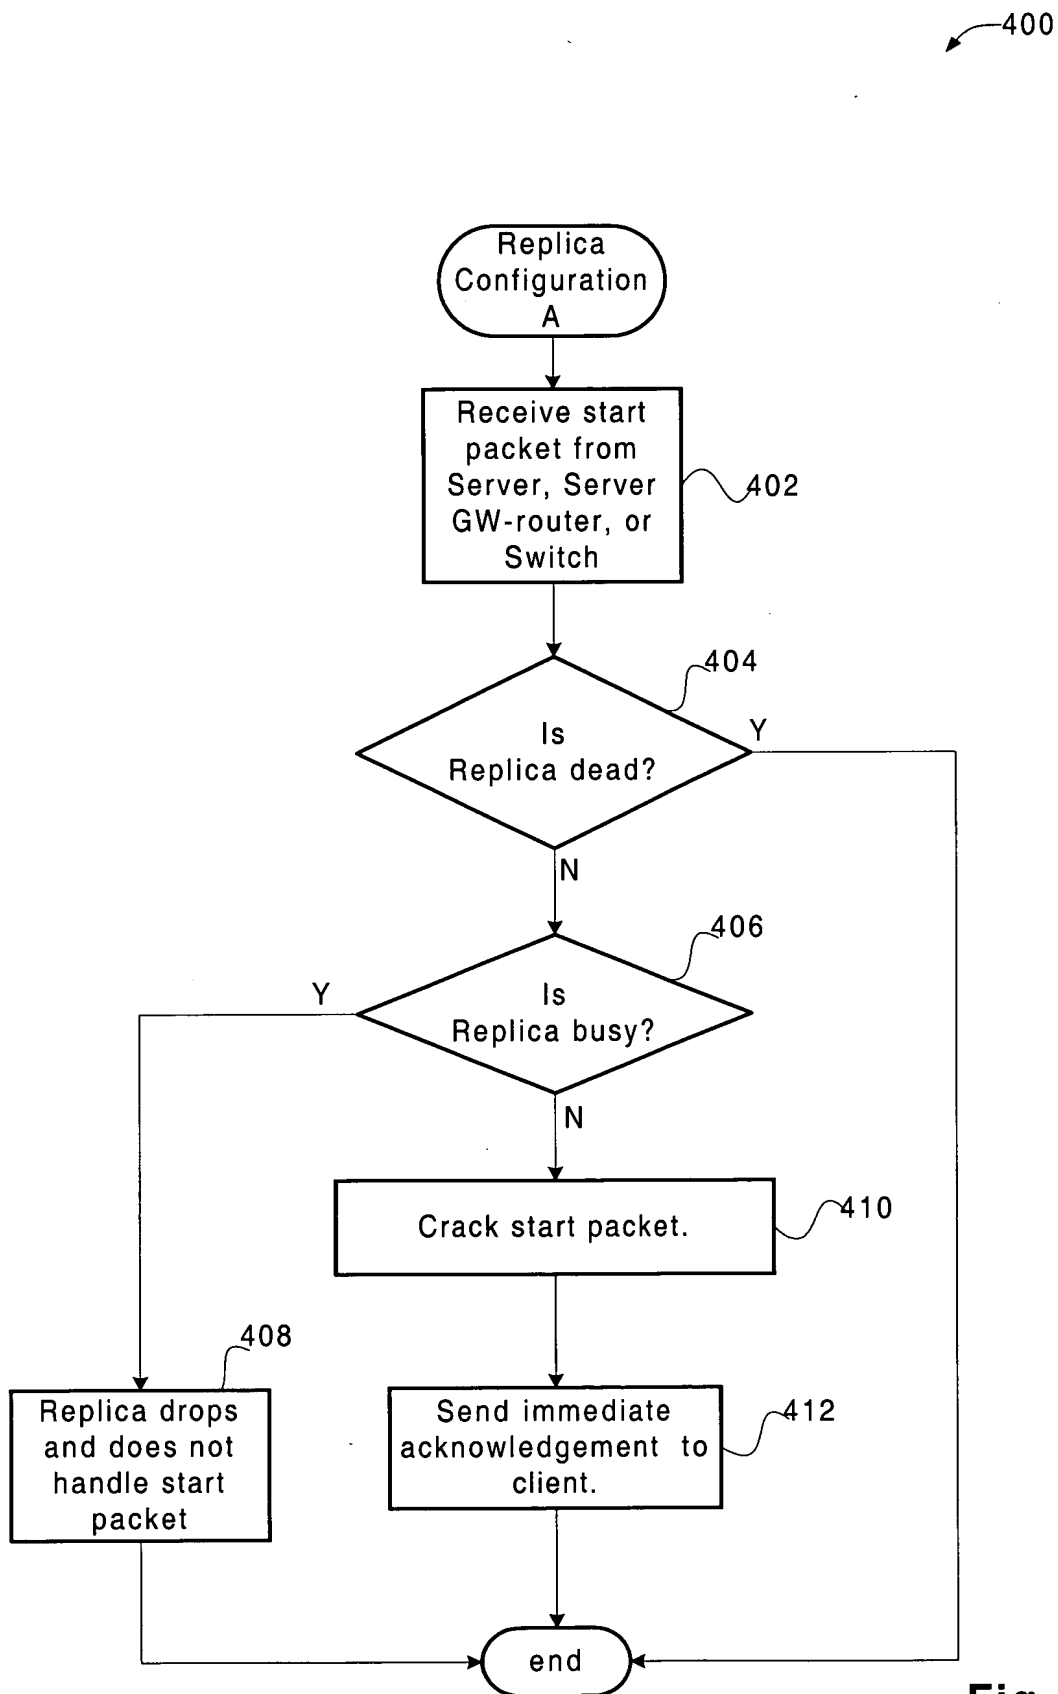 400
Replica
Configuration
A
Receive start
packet from
Server, Server
GW-router, or
Switch
402
404
Is
Replica dead?
Y
N
406
Is
Replica busy?
Y
N
Crack start packet.
410
408
Replica drops
and does not
handle start
packet
Send immediate
acknowledgement to
client.
412
end